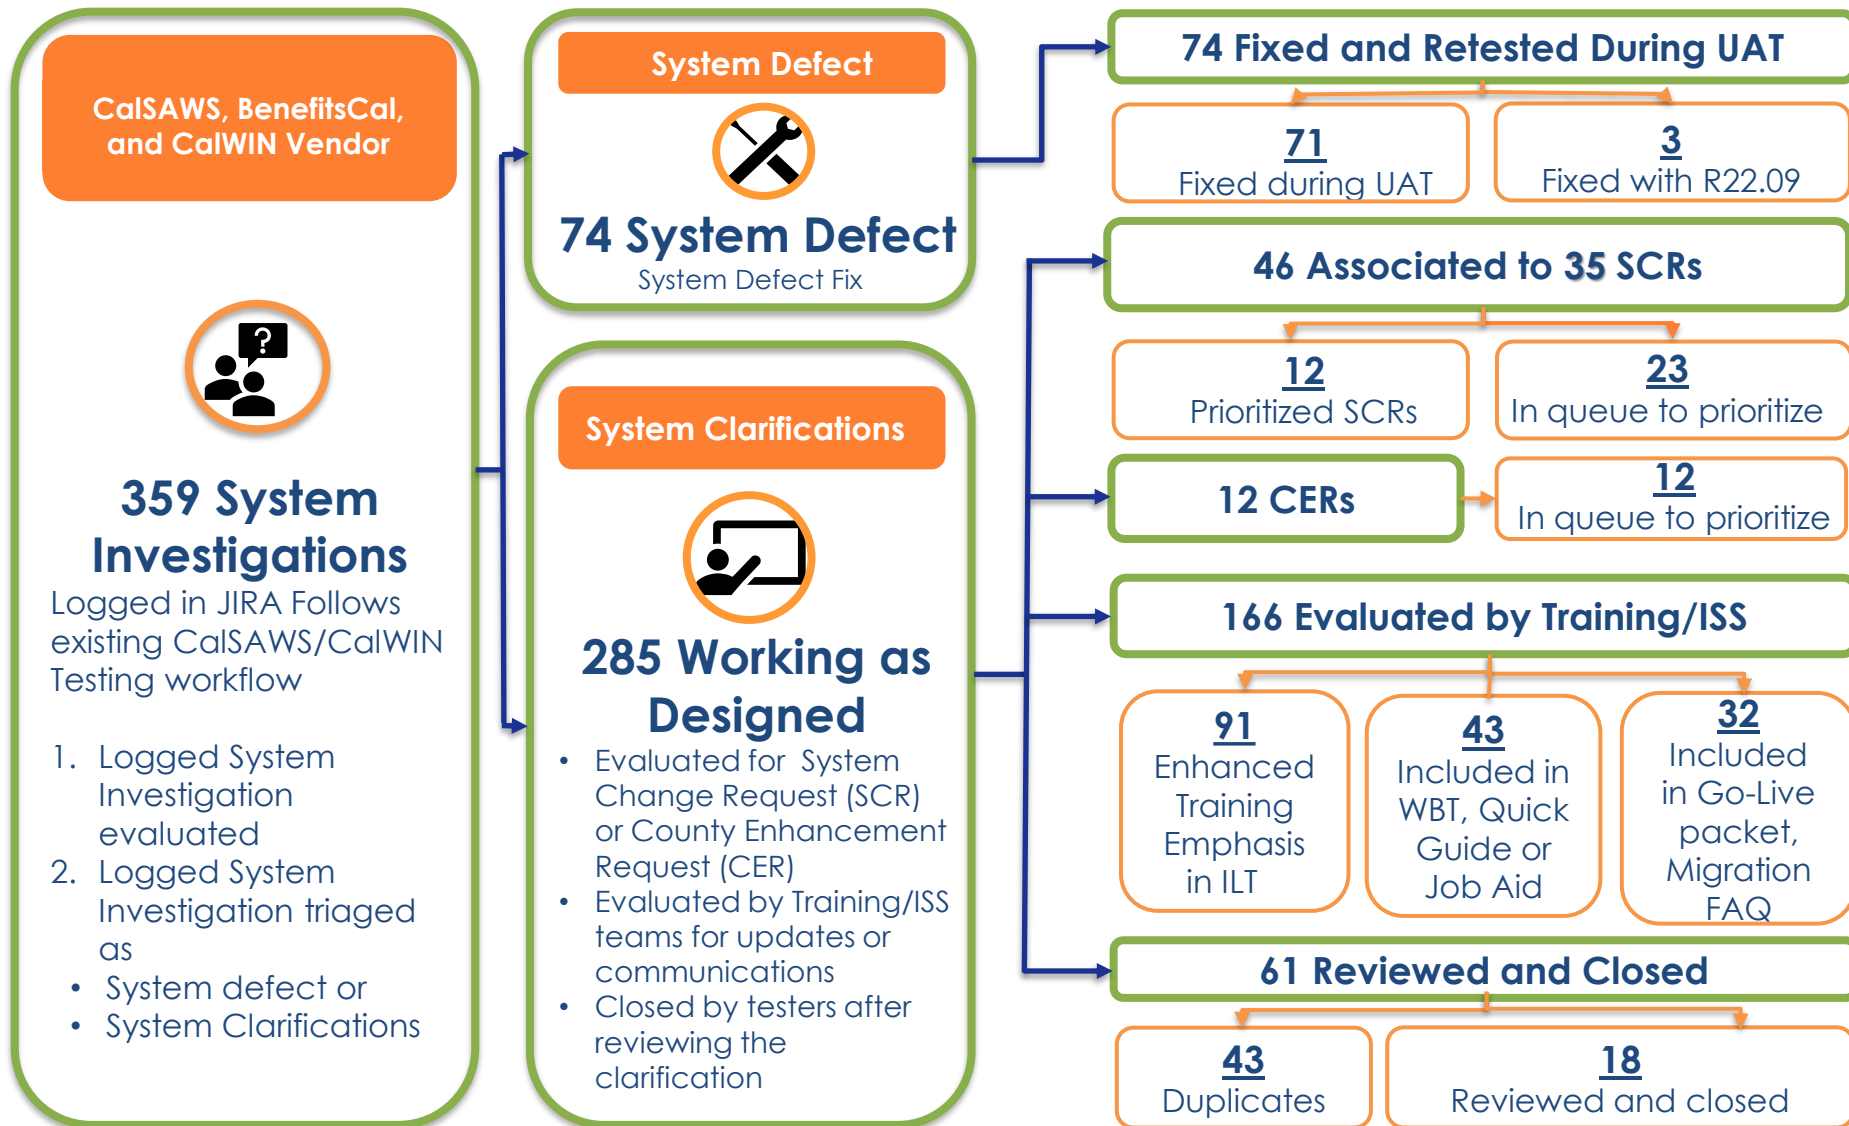 CalSAWS, BenefitsCal,
and CalWIN Vendor
?
359 System
Investigations
Logged in JIRA Follows
existing CalSAWS/CalWIN
Testing workflow
1. Logged System
Investigation
evaluated
2. Logged System
Investigation triaged
as
• System defect or
• System Clarifications
System Defect
74 System Defect
System Defect Fix
System Clarifications
285 Working as
Designed
• Evaluated for System
Change Request (SCR)
or County Enhancement
Request (CER)
• Evaluated by Training/ISS
teams for updates or
communications
• Closed by testers after
reviewing the
clarification
74 Fixed and Retested During UAT
71
Fixed during UAT
3
Fixed with R22.09
46 Associated to 35 SCRs
12
Prioritized SCRs
23
In queue to prioritize
12 CERs
12
In queue to prioritize
166 Evaluated by Training/ISS
91
Enhanced
Training
Emphasis
in ILT
43
Included in
WBT, Quick
Guide or
Job Aid
32
Included
in Go-Live
packet,
Migration
FAQ
61 Reviewed and Closed
43
Duplicates
18
Reviewed and closed